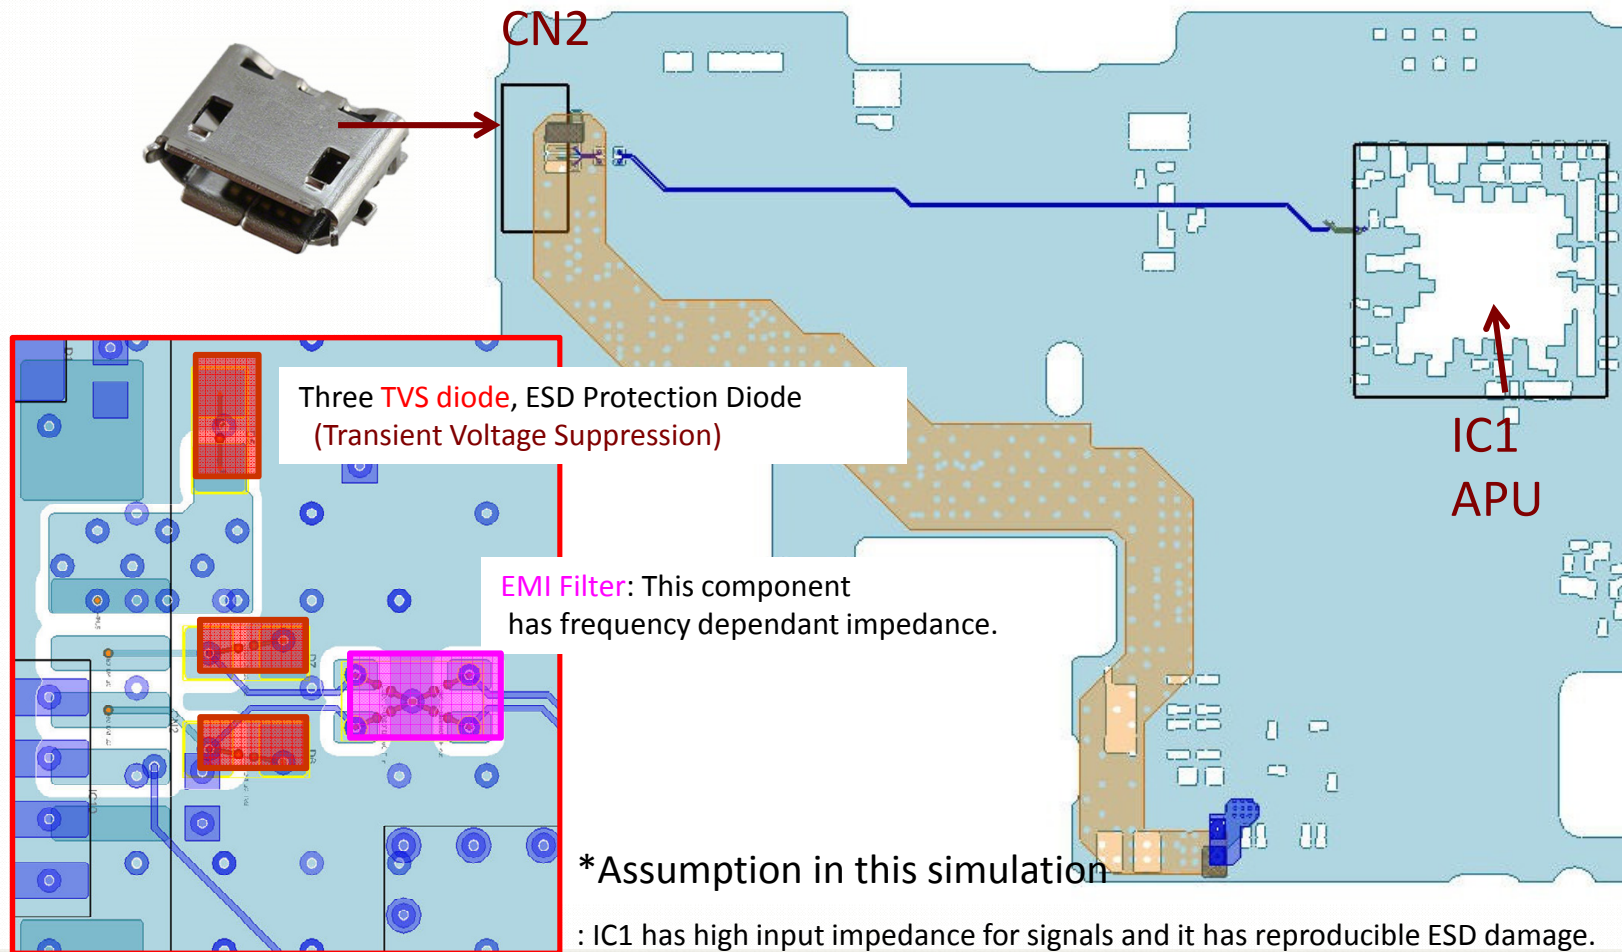 CN2
Three TVS diode, ESD Protection Diode
(Transient Voltage Suppression)
IC1
APU
EMI Filter: This component
has frequency dependant impedance.
*Assumption in this simulation
: IC1 has high input impedance for signals and it has reproducible ESD damage.